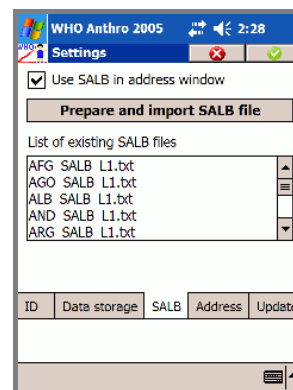 WHO Anthro 2005 2:28
Settings
Use SALB in address window
Prepare and import SALB file
List of existing SALB files
AFG SALB L1.txt
AGO SALB L1.txt
ALB SALB L1.txt
AND SALB L1.txt
ARG SALB L1.txt
ID Data storage SALB Address Update